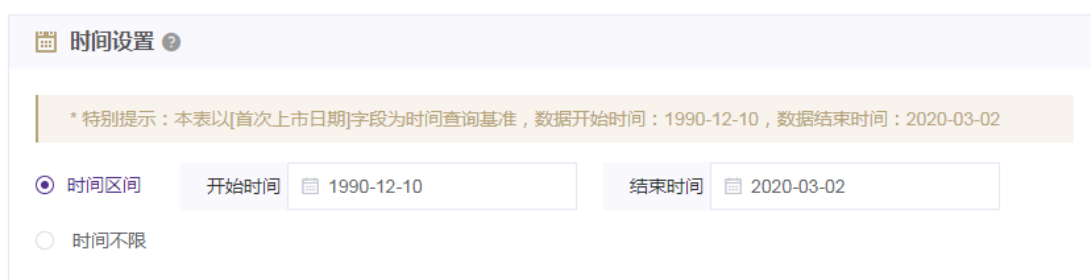 时间设置 ?
* 特别提示：本表以[首次上市日期]字段为时间查询基准，数据开始时间：1990-12-10，数据结束时间：2020-03-02
时间区间 开始时间 1990-12-10 结束时间 2020-03-02
时间不限